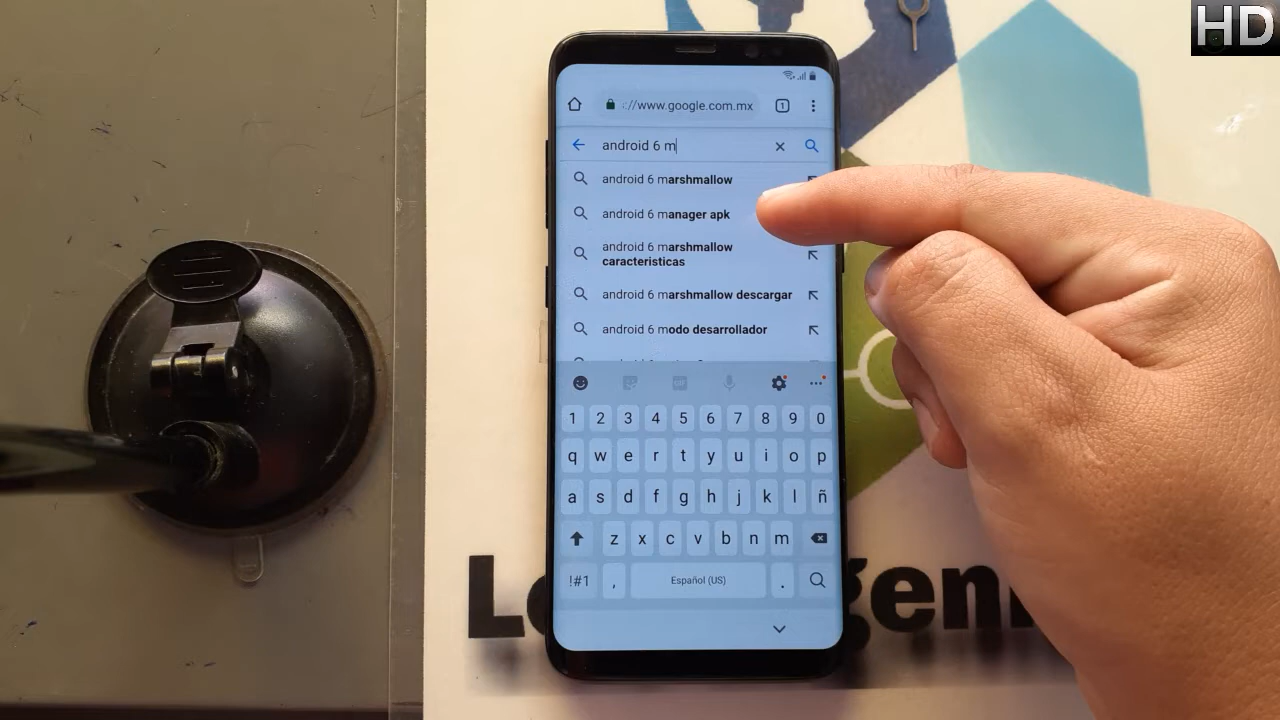 HD
://www.google.com.mx
1
android 6 m
android 6 marshmallow
android 6 manager apk
android 6 marshmallow
caracteristicas
android 6 marshmallow descargar
android 6 modo desarrollador
GIF
1 2 3 4 5 6 7 8 9 0
q w e r t y u i o p
a s d f g h j k l ñ
z x c v b n m
!#1 , Español (US) .